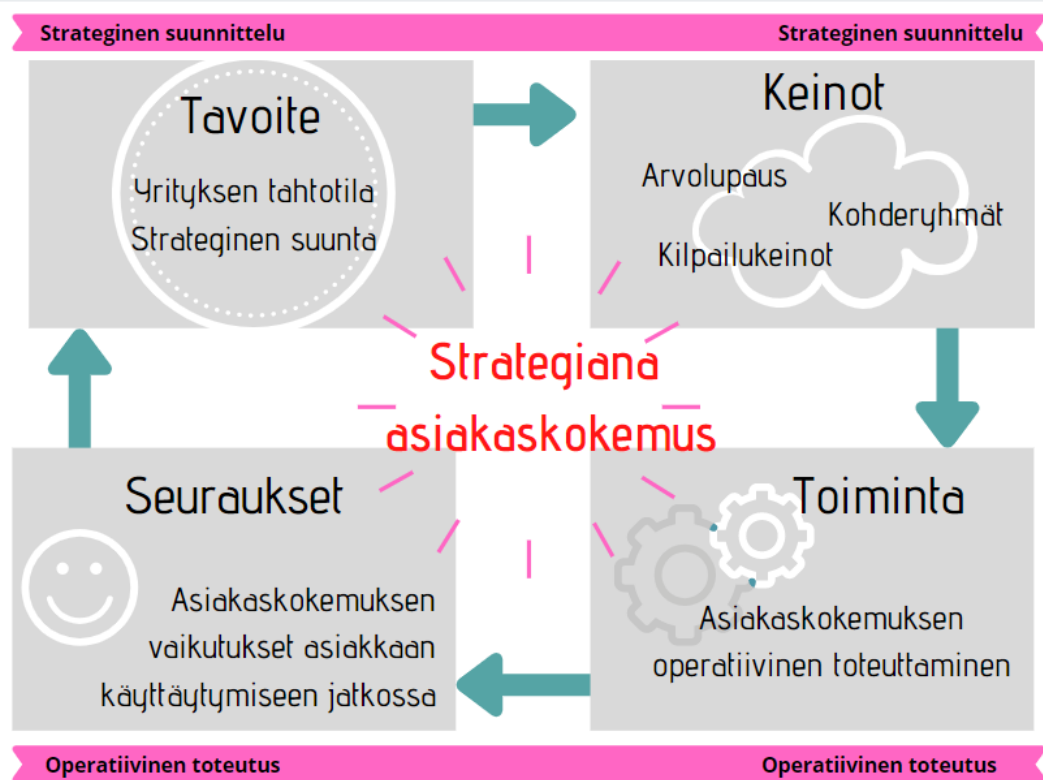 Strateginen suunnittelu
Strateginen suunnittelu
Tavoite
Yrityksen tahtotila
Strateginen suunta
Keinot
Arvolupaus
Kohderyhmät
Kilpailukeinot
Strategiana
asiakaskokemus
Seuraukset
Asiakaskokemuksen
vaikutukset asiakkaan
käyttäytymiseen jatkossa
Toiminta
Asiakaskokemuksen
operatiivinen toteuttaminen
Operatiivinen toteutus
Operatiivinen toteutus